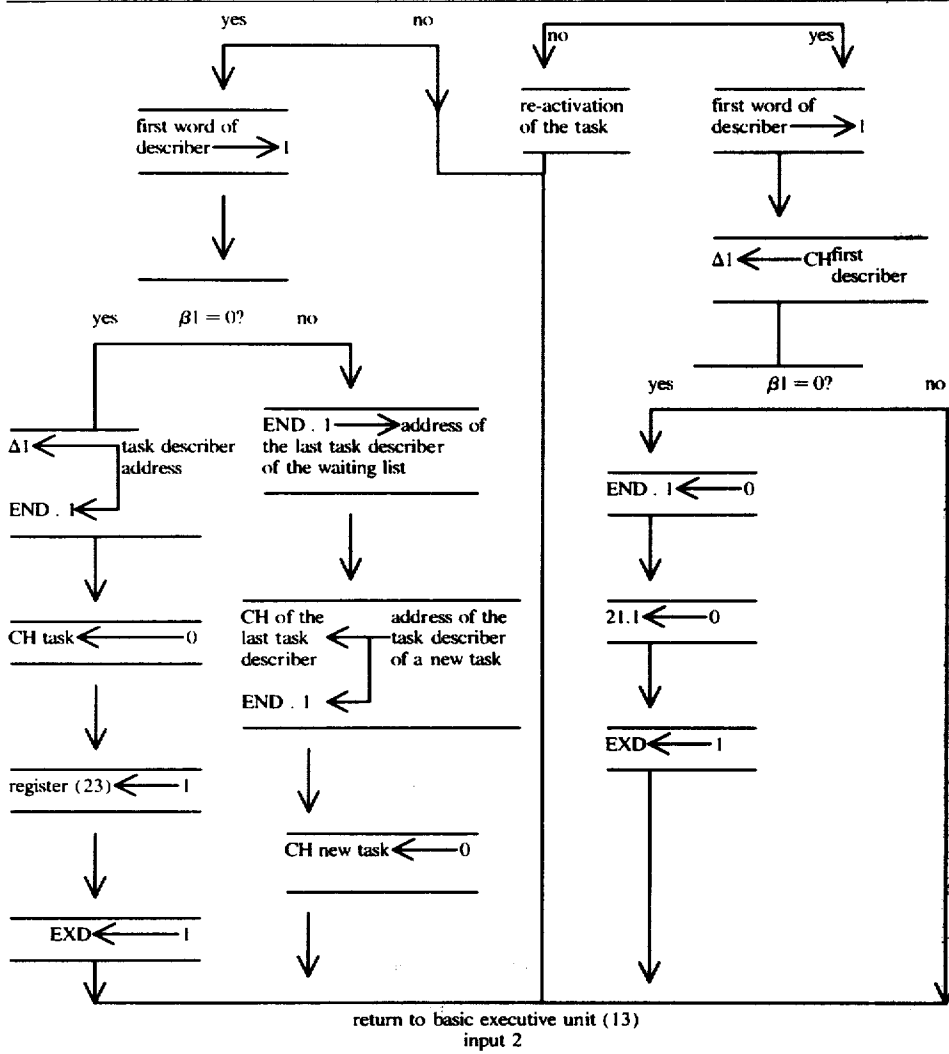 yes no
no yes
first word of
describer 1
re-activation
of the task
first word of
describer 1
Δ1 CH first
describer
yes β1 = 0? no
yes β1 = 0? no
Δ1 task describer
address
END . 1
END . 1 address of
the last task describer
of the waiting list
END . 1 0
CH task 0
CH of the address of the
last task task describer
describer of a new task
END . 1
21.1 0
register (23) 1
EXD 1
CH new task 0
EXD 1
return to basic executive unit (13)
input 2